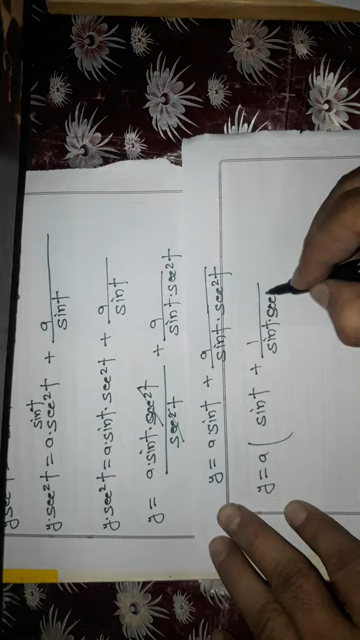 y sec²t
y·sec²t = a·sint·sec²t + a/sint
y·sec²t = a·sint·sec²t + a/sint
y = a·sint·sec²t/sec²t + a/sint·sec²t
y = a sint + a/sint·sec²t
y = a ( sint + 1/sint·sec